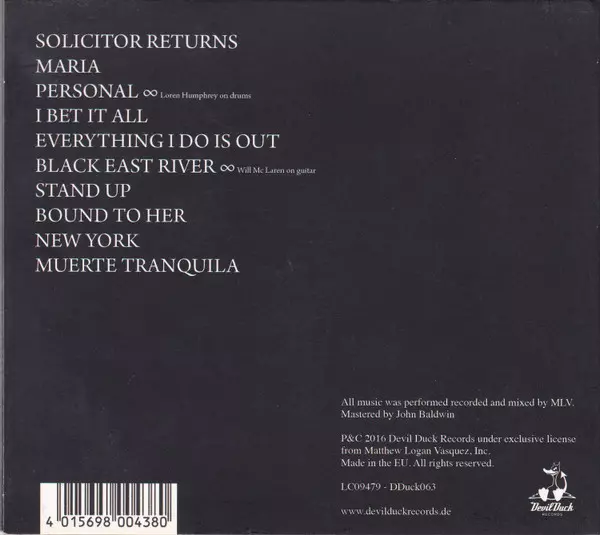 SOLICITOR RETURNS
MARIA
PERSONAL ∞ Loren Humphrey on drums
I BET IT ALL
EVERYTHING I DO IS OUT
BLACK EAST RIVER ∞ Will Mc Laren on guitar
STAND UP
BOUND TO HER
NEW YORK
MUERTE TRANQUILA
All music was performed recorded and mixed by MLV.
Mastered by John Baldwin
P&C 2016 Devil Duck Records under exclusive license
from Matthew Logan Vasquez, Inc.
Made in the EU. All rights reserved.
LC09479 - DDuck063
www.devilduckrecords.de
4 015698 004380
DevilDuck
RECORDS